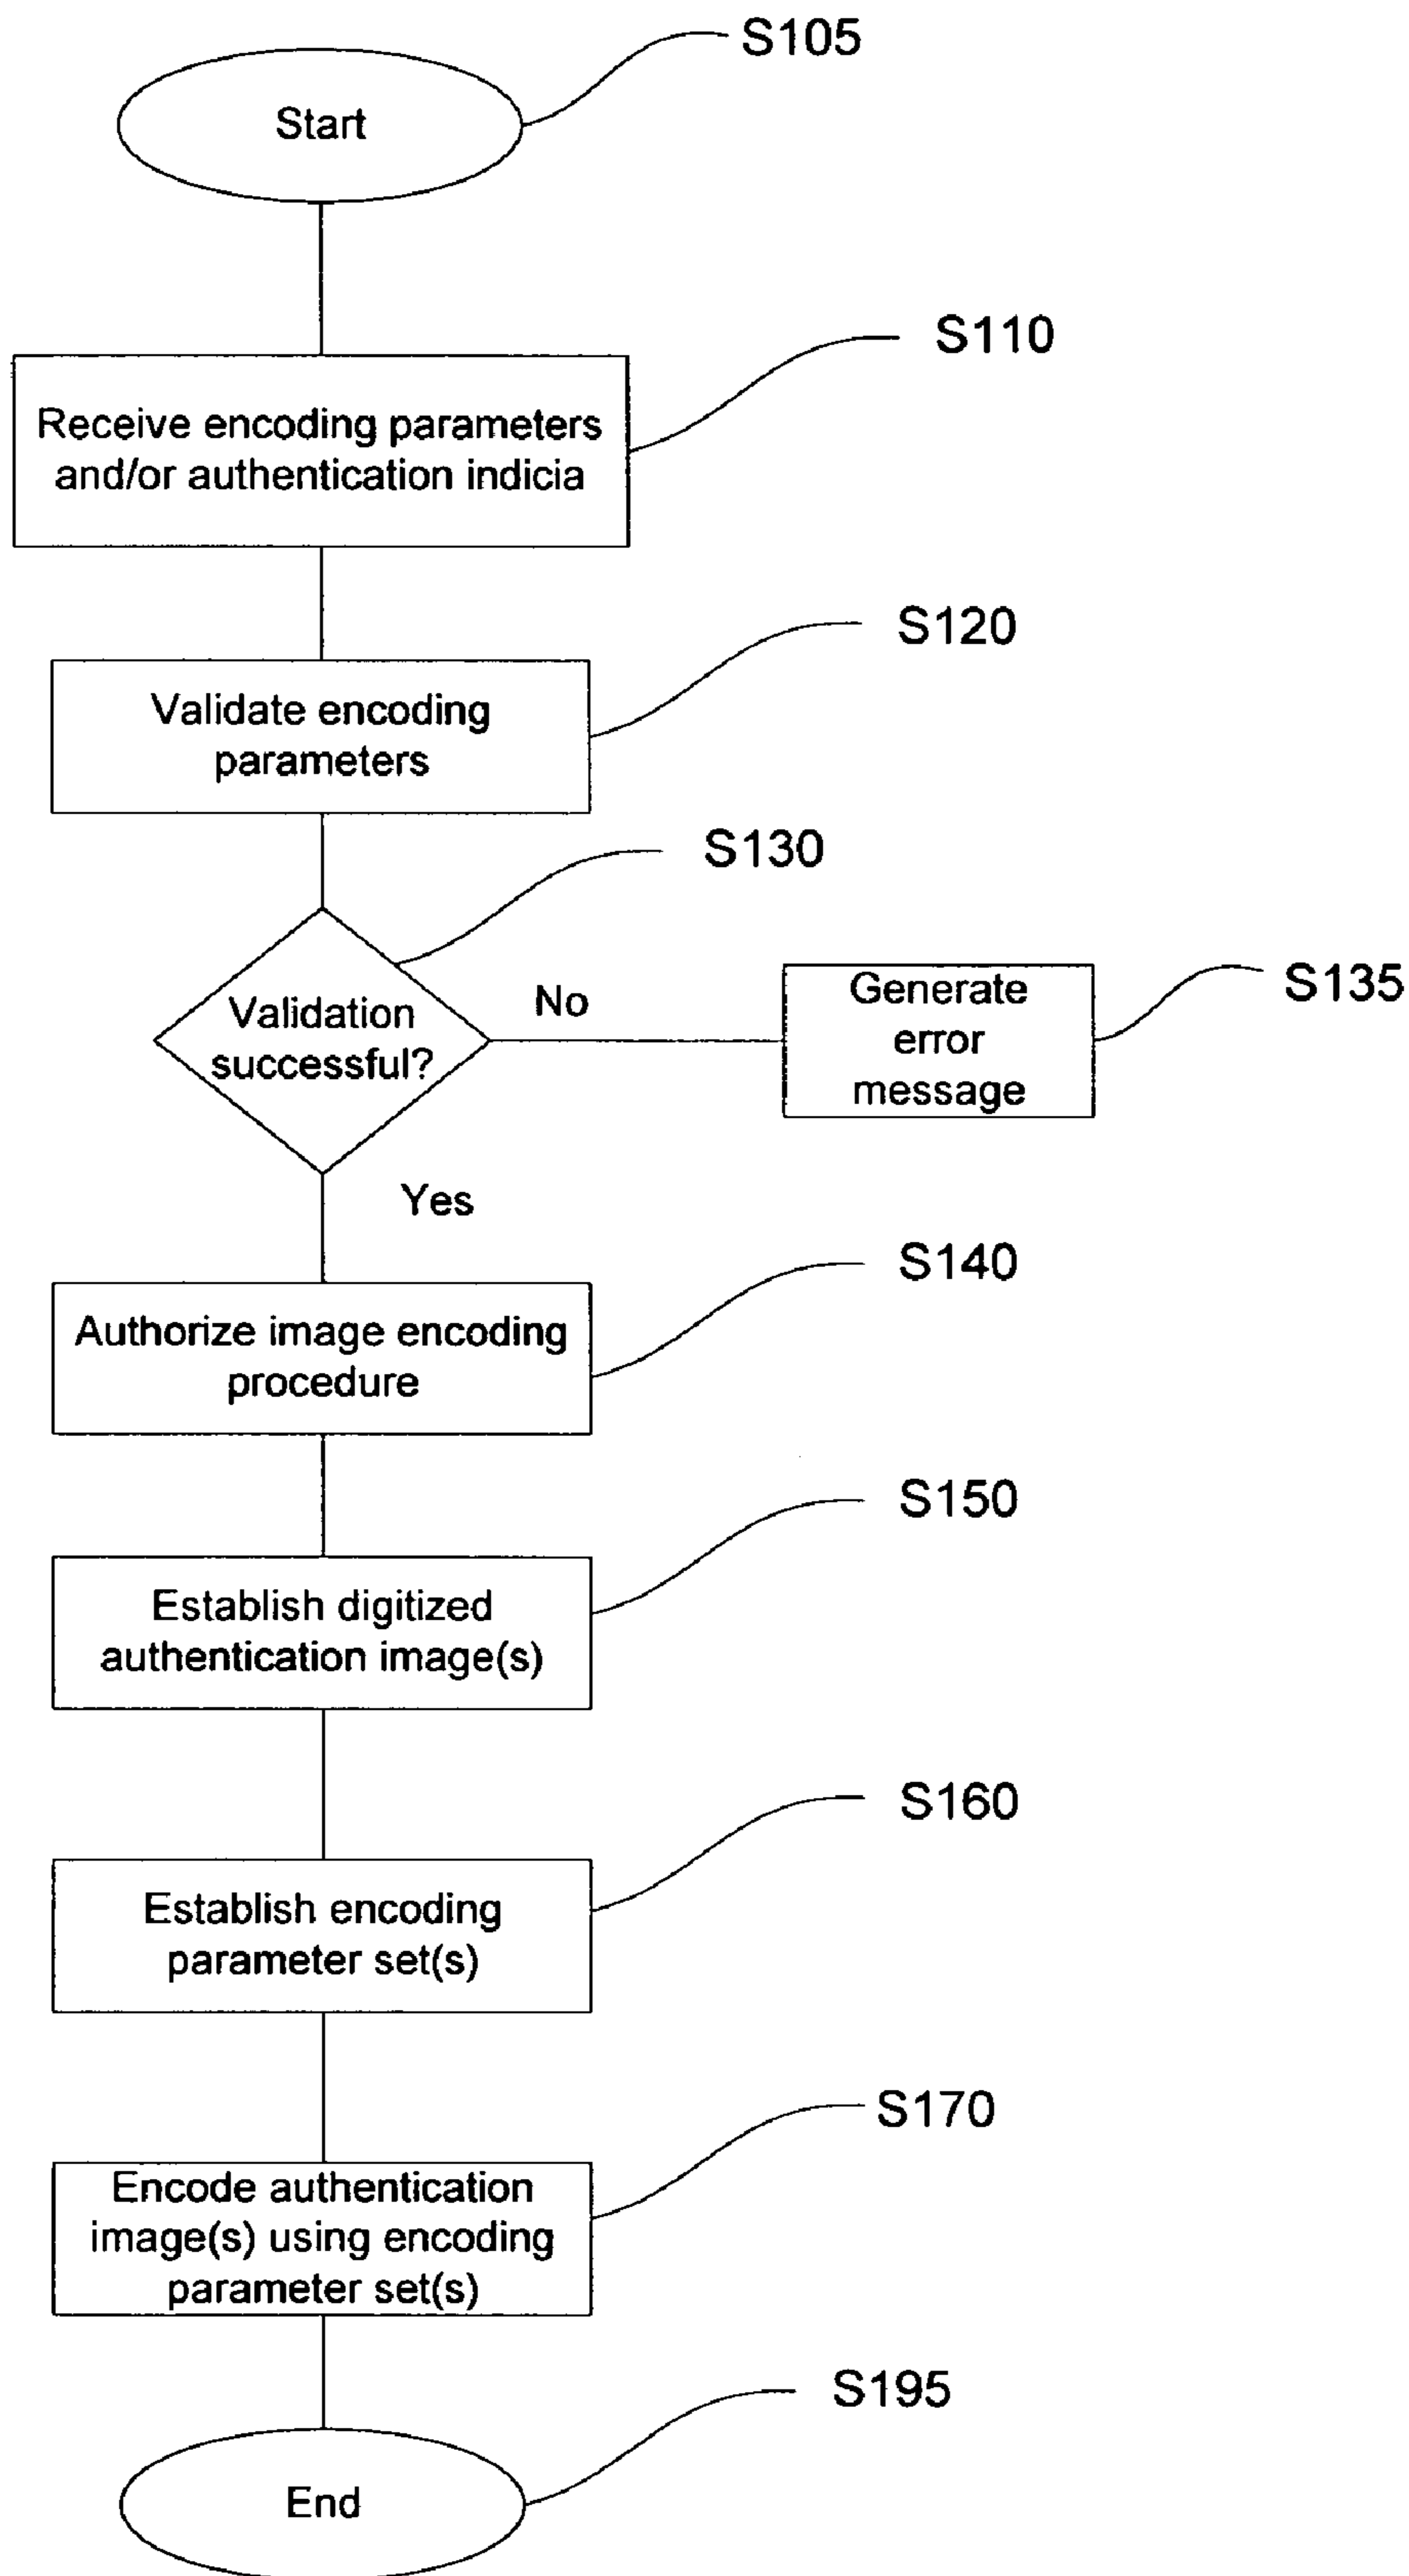 S105
Start
S110
Receive encoding parameters
and/or authentication indicia
S120
Validate encoding
parameters
S130
Validation
successful?
No
Generate
error
message
S135
Yes
S140
Authorize image encoding
procedure
S150
Establish digitized
authentication image(s)
S160
Establish encoding
parameter set(s)
S170
Encode authentication
image(s) using encoding
parameter set(s)
S195
End